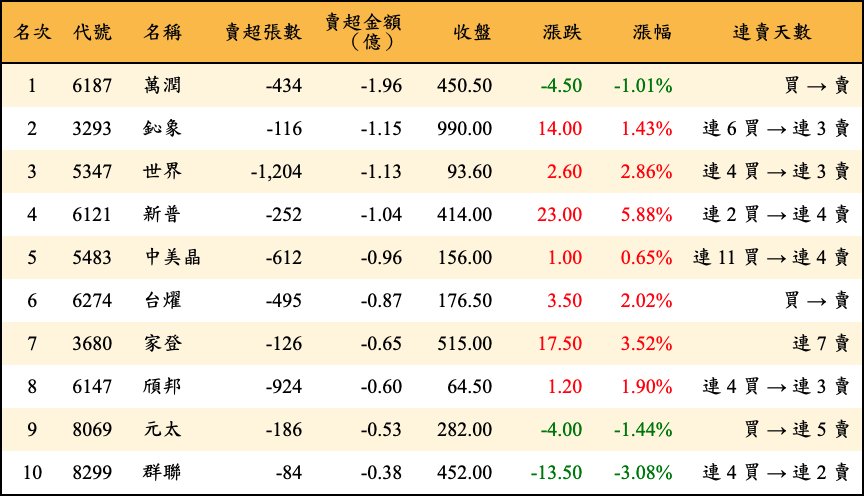 名次 代號 名稱 賣超張數 賣超金額（億） 收盤 漲跌 漲幅 連賣天數
1 6187 萬潤 -434 -1.96 450.50 -4.50 -1.01% 買 → 賣
2 3293 鈊象 -116 -1.15 990.00 14.00 1.43% 連 6 買 → 連 3 賣
3 5347 世界 -1,204 -1.13 93.60 2.60 2.86% 連 4 買 → 連 3 賣
4 6121 新普 -252 -1.04 414.00 23.00 5.88% 連 2 買 → 連 4 賣
5 5483 中美晶 -612 -0.96 156.00 1.00 0.65% 連 11 買 → 連 4 賣
6 6274 台燿 -495 -0.87 176.50 3.50 2.02% 買 → 賣
7 3680 家登 -126 -0.65 515.00 17.50 3.52% 連 7 賣
8 6147 頎邦 -924 -0.60 64.50 1.20 1.90% 連 4 買 → 連 3 賣
9 8069 元太 -186 -0.53 282.00 -4.00 -1.44% 買 → 連 5 賣
10 8299 群聯 -84 -0.38 452.00 -13.50 -3.08% 連 4 買 → 連 2 賣